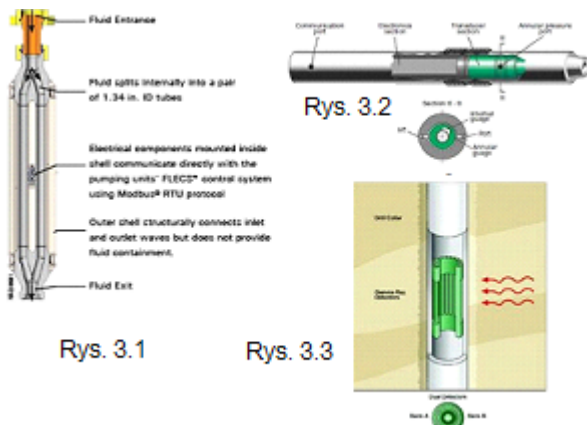 Fluid Entrance
Fluid splits internally into a pair
of 1.34 in. ID tubes
Electrical components mounted inside
shell communicate directly with the
pumping units' FLECS™ control system
using Modbus® RTU protocol
Outer shell structurally connects inlet
and outlet waves but does not provide
fluid containment.
Fluid Exit
Rys. 3.1
Communication
port
Electronics
section
Transducer
section
Annular pressure
port
Rys. 3.2
Section
gauge
Port
Annular
gauge
Rys. 3.3
Drill Collar
Gamma Ray
Detectors
Dual Detectors
Bank A
Bank B